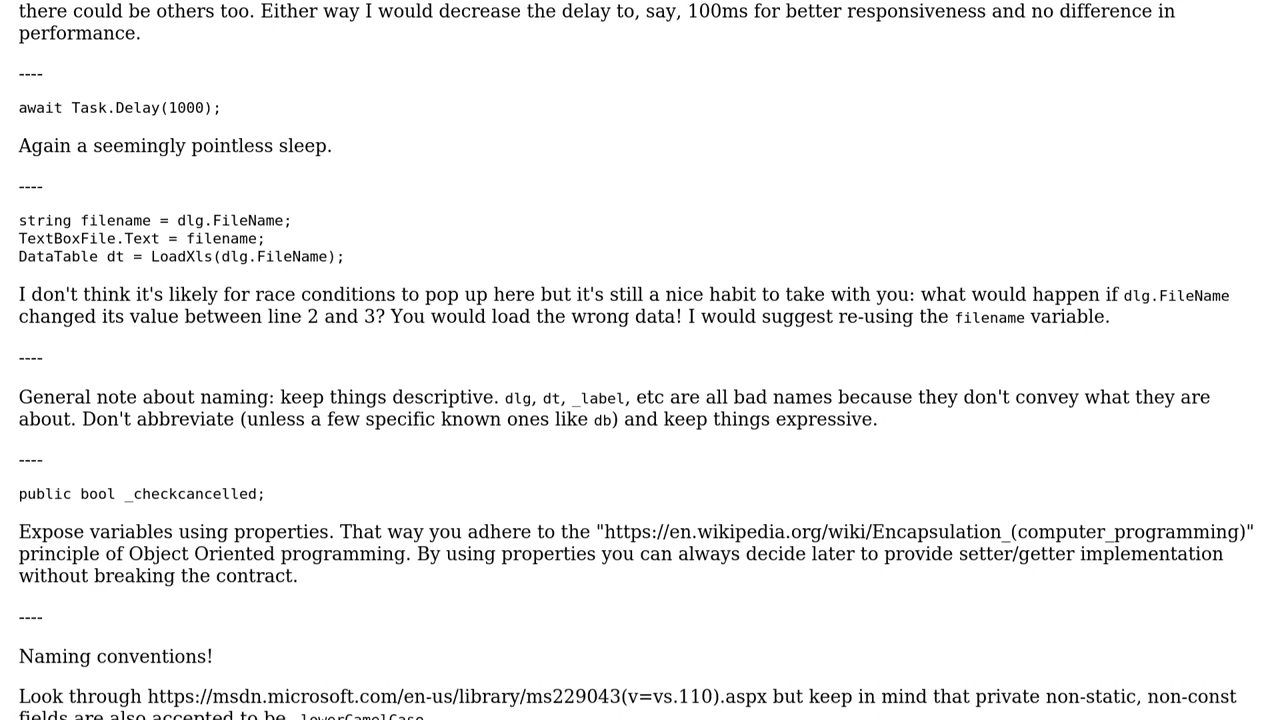 there could be others too. Either way I would decrease the delay to, say, 100ms for better responsiveness and no difference in
performance.
----
await Task.Delay(1000);
Again a seemingly pointless sleep.
----
string filename = dlg.FileName;
TextBoxFile.Text = filename;
DataTable dt = LoadXls(dlg.FileName);
I don't think it's likely for race conditions to pop up here but it's still a nice habit to take with you: what would happen if dlg.FileName
changed its value between line 2 and 3? You would load the wrong data! I would suggest re-using the filename variable.
----
General note about naming: keep things descriptive. dlg, dt, _label, etc are all bad names because they don't convey what they are
about. Don't abbreviate (unless a few specific known ones like db) and keep things expressive.
----
public bool _checkcancelled;
Expose variables using properties. That way you adhere to the "https://en.wikipedia.org/wiki/Encapsulation_(computer_programming)"
principle of Object Oriented programming. By using properties you can always decide later to provide setter/getter implementation
without breaking the contract.
----
Naming conventions!
Look through https://msdn.microsoft.com/en-us/library/ms229043(v=vs.110).aspx but keep in mind that private non-static, non-const
fields are also accepted to be _lowerCamelCase.